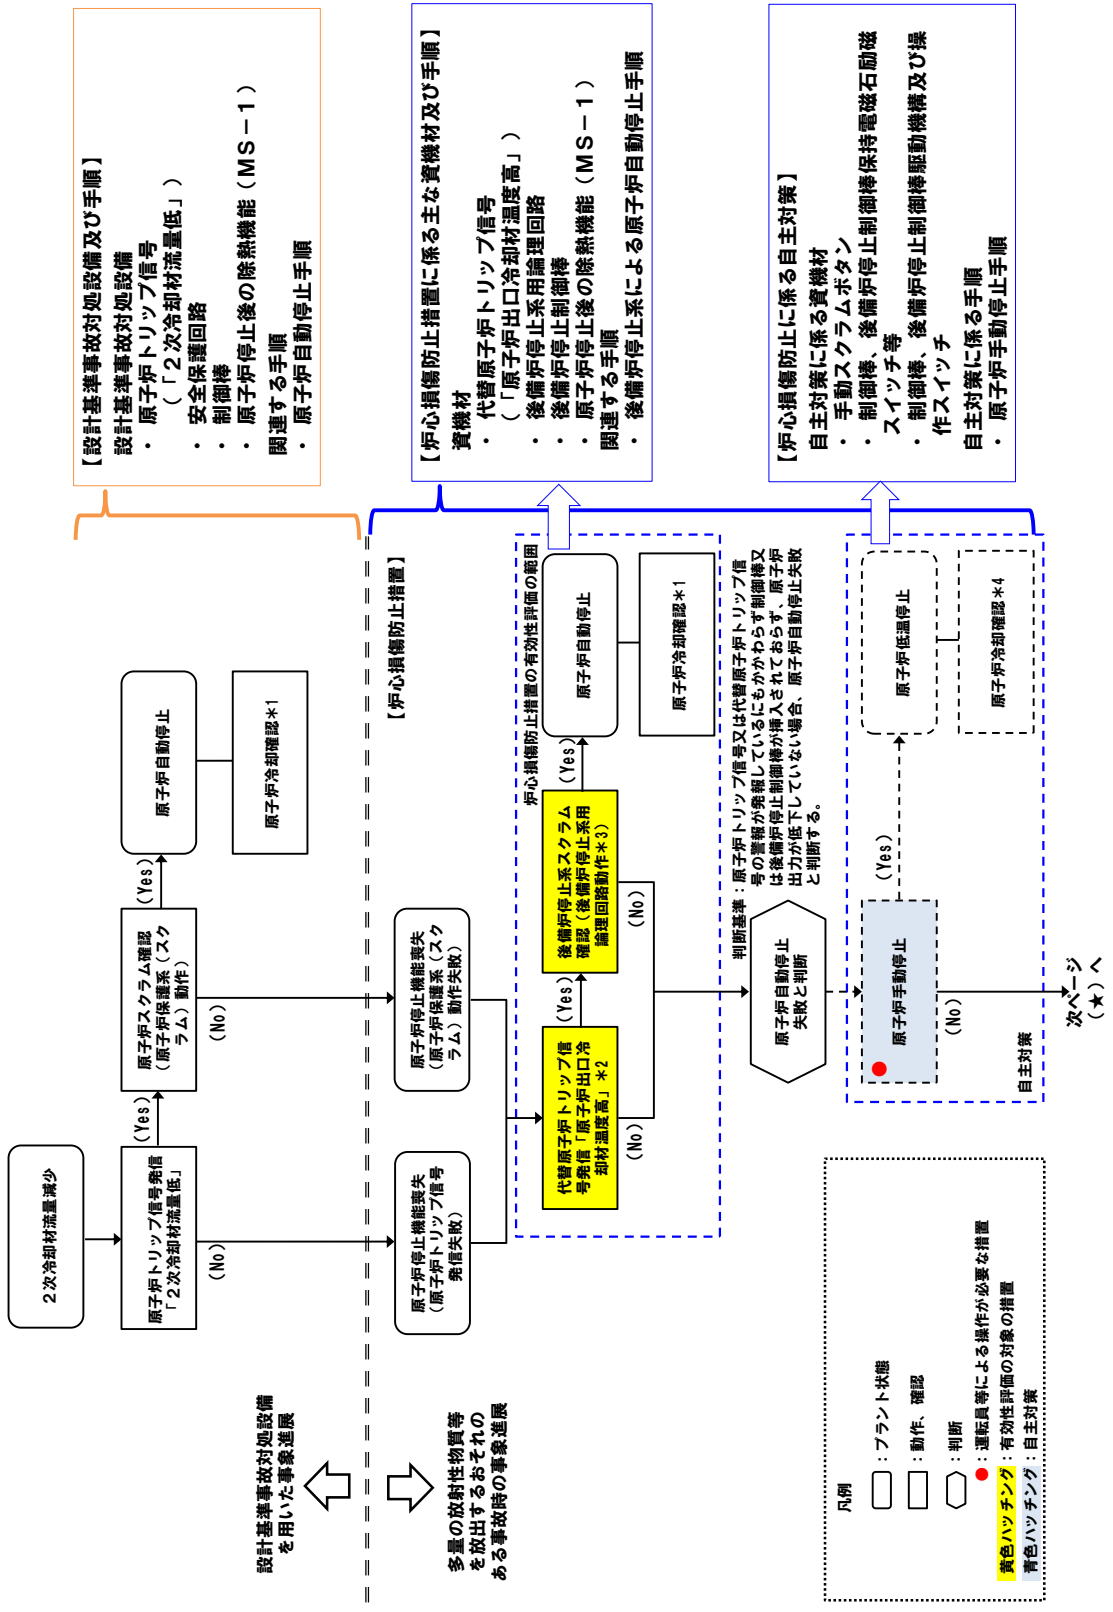 ２次冷却材流量減少
原子炉トリップ信号発信
「２次冷却材流量低」
(Yes)
(No)
原子炉スクラム確認
（原子炉保護系（スク
ラム）動作）
(Yes)
(No)
原子炉自動停止
原子炉冷却確認＊1
【設計基準事故対処設備及び手順】
設計基準事故対処設備
・ 原子炉トリップ信号
（「２次冷却材流量低」）
・ 安全保護回路
・ 制御棒
・ 原子炉停止後の除熱機能（ＭＳ－１）
関連する手順
・ 原子炉自動停止手順
設計基準事故対処設備
を用いた事象進展
多量の放射性物質等
を放出するおそれの
ある事故時の事象進展
【炉心損傷防止措置】
原子炉停止機能喪失
（原子炉トリップ信号
発信失敗）
原子炉停止機能喪失
（原子炉保護系（スク
ラム）動作失敗）
炉心損傷防止措置の有効性評価の範囲
代替原子炉トリップ信
号発信「原子炉出口冷
却材温度高」＊2
(Yes)
(No)
後備炉停止系スクラム
確認（後備炉停止系用
論理回路動作＊3）
(Yes)
(No)
原子炉自動停止
原子炉冷却確認＊1
【炉心損傷防止措置に係る主な資機材及び手順】
資機材
・ 代替原子炉トリップ信号
（「原子炉出口冷却材温度高」）
・ 後備炉停止系用論理回路
・ 後備炉停止制御棒
・ 原子炉停止後の除熱機能（ＭＳ－１）
関連する手順
・ 後備炉停止系による原子炉自動停止手順
判断基準：原子炉トリップ信号又は代替原子炉トリップ信
号の警報が発報しているにもかかわらず制御棒又
は後備炉停止制御棒が挿入されておらず、原子炉
出力が低下していない場合、原子炉自動停止失敗
と判断する。
原子炉自動停止
失敗と判断
原子炉手動停止
(Yes)
(No)
原子炉低温停止
原子炉冷却確認＊4
自主対策
次ページ
（★）へ
【炉心損傷防止に係る自主対策】
自主対策に係る資機材
・ 手動スクラムボタン
・ 制御棒、後備炉停止制御棒保持電磁石励磁
スイッチ等
・ 制御棒、後備炉停止制御棒駆動機構及び操
作スイッチ
自主対策に係る手順
・ 原子炉手動停止手順
凡例
：プラント状態
：動作、確認
：判断
：運転員等による操作が必要な措置
黄色ハッチング：有効性評価の対象の措置
青色ハッチング：自主対策